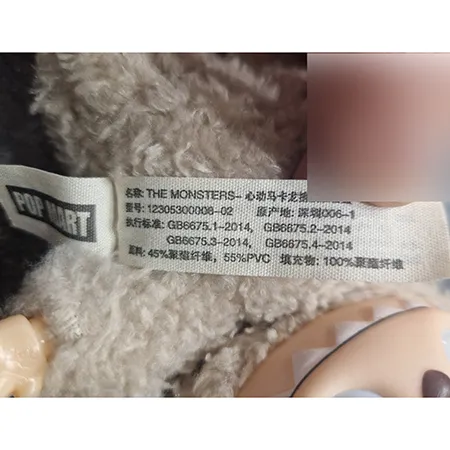 POP MART
名称: THE MONSTERS- 心动马卡龙
型号: 12305300008-02 原产地: 深圳006-1
执行标准: GB6675.1-2014, GB6675.2-2014
GB6675.3-2014, GB6675.4-2014
面料: 45%聚酯纤维, 55%PVC 填充物: 100%聚酯纤维